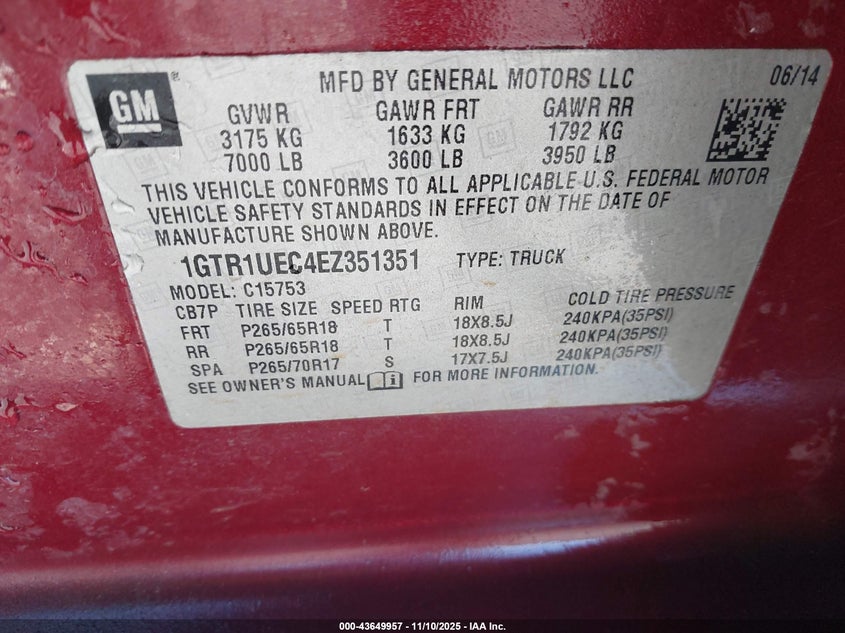 GM ®
MFD BY GENERAL MOTORS LLC 06/14
GVWR GAWR FRT GAWR RR
3175 KG 1633 KG 1792 KG
7000 LB 3600 LB 3950 LB
THIS VEHICLE CONFORMS TO ALL APPLICABLE U.S. FEDERAL MOTOR
VEHICLE SAFETY STANDARDS IN EFFECT ON THE DATE OF
MANUFACTURE SHOWN ABOVE.
1GTR1UEC4EZ351351 TYPE: TRUCK
MODEL: C15753
CB7P TIRE SIZE SPEED RTG RIM COLD TIRE PRESSURE
FRT P265/65R18 T 18X8.5J 240KPA(35PSI)
RR P265/65R18 T 18X8.5J 240KPA(35PSI)
SPA P265/70R17 S 17X7.5J 240KPA(35PSI)
SEE OWNER'S MANUAL i FOR MORE INFORMATION.
000-43649957 - 11/10/2025 - IAA Inc.